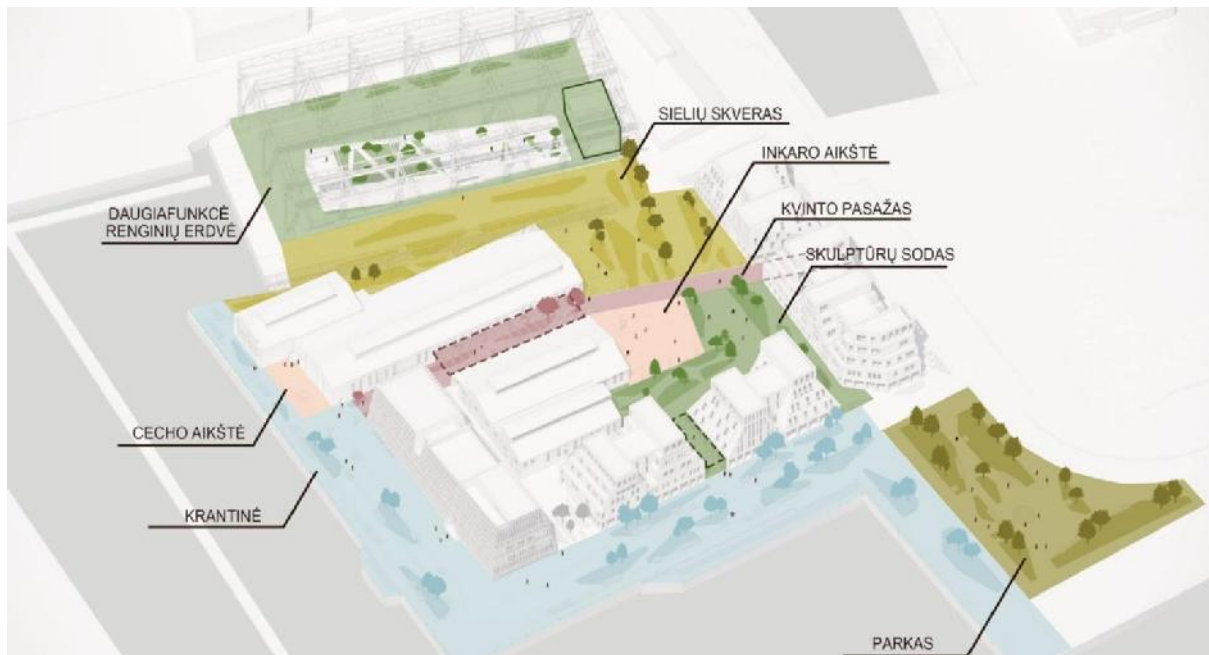 SIELIŲ SKVERAS
INKARO AIKŠTĖ
KVINTO PASAŽAS
SKULPTŪRŲ SODAS
DAUGIAFUNKCĖ
RENGINIŲ ERDVĖ
CECHO AIKŠTĖ
KRANTINĖ
PARKAS